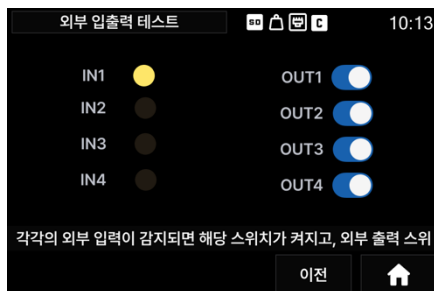 외부 입출력 테스트 SD C 10:13
IN1 OUT1
IN2 OUT2
IN3 OUT3
IN4 OUT4
각각의 외부 입력이 감지되면 해당 스위치가 켜지고, 외부 출력 스위
이전